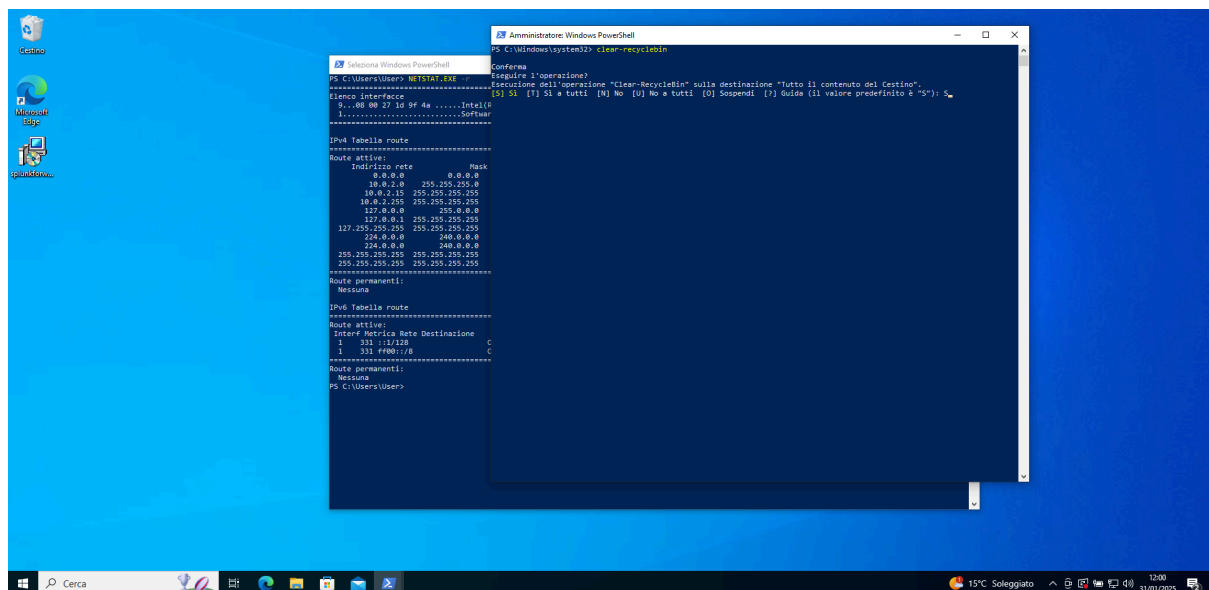 Cestino
Microsoft Edge
splunkforw...
Seleziona Windows PowerShell
PS C:\Users\User> NETSTAT.EXE -r
===========================================
Elenco interfacce
9...08 00 27 1d 9f 4a ......Intel(R
1...........................Softwar
===========================================
IPv4 Tabella route
===========================================
Route attive:
Indirizzo rete Mask
0.0.0.0 0.0.0.0
10.0.2.0 255.255.255.0
10.0.2.15 255.255.255.255
10.0.2.255 255.255.255.255
127.0.0.0 255.0.0.0
127.0.0.1 255.255.255.255
127.255.255.255 255.255.255.255
224.0.0.0 240.0.0.0
224.0.0.0 240.0.0.0
255.255.255.255 255.255.255.255
255.255.255.255 255.255.255.255
===========================================
Route permanenti:
Nessuna
IPv6 Tabella route
===========================================
Route attive:
Interf Metrica Rete Destinazione
1 331 ::1/128 C
1 331 ff00::/8 C
===========================================
Route permanenti:
Nessuna
PS C:\Users\User>
Amministratore: Windows PowerShell
PS C:\Windows\system32> clear-recyclebin
Conferma
Eseguire l'operazione?
Esecuzione dell'operazione "Clear-RecycleBin" sulla destinazione "Tutto il contenuto del Cestino".
[S] Sì [T] Sì a tutti [N] No [U] No a tutti [O] Sospendi [?] Guida (il valore predefinito è "S"): S
Cerca
15°C Soleggiato
12:00
31/01/2025